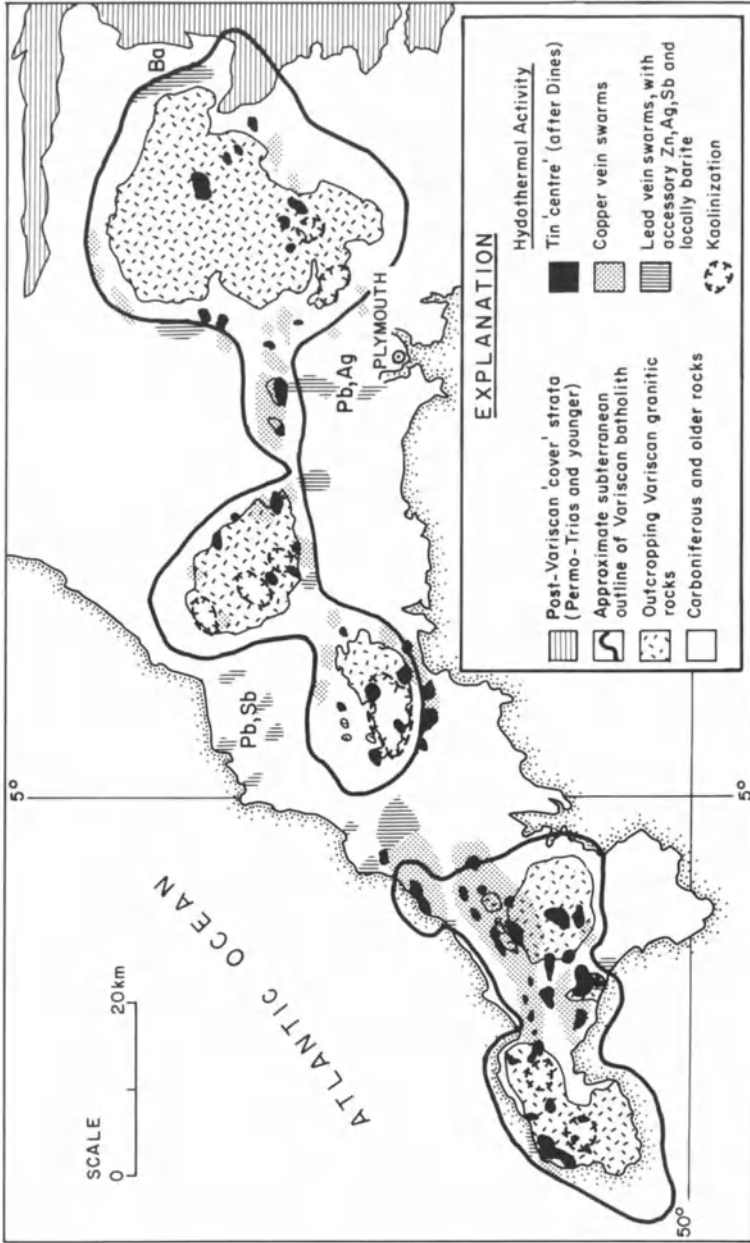 Ba
PLYMOUTH
Pb,Ag
Pb,Sb
5°
5°
50°
ATLANTIC OCEAN
SCALE
0 20km
EXPLANATION
Post-Variscan 'cover' strata
(Permo-Trias and younger)
Approximate subterranean
outline of Variscan batholith
Outcropping Variscan granitic
rocks
Carboniferous and older rocks
Hydothermal Activity
Tin 'centre' (after Dines)
Copper vein swarms
Lead vein swarms, with
accessory Zn,Ag,Sb and
locally barite
Kaolinization